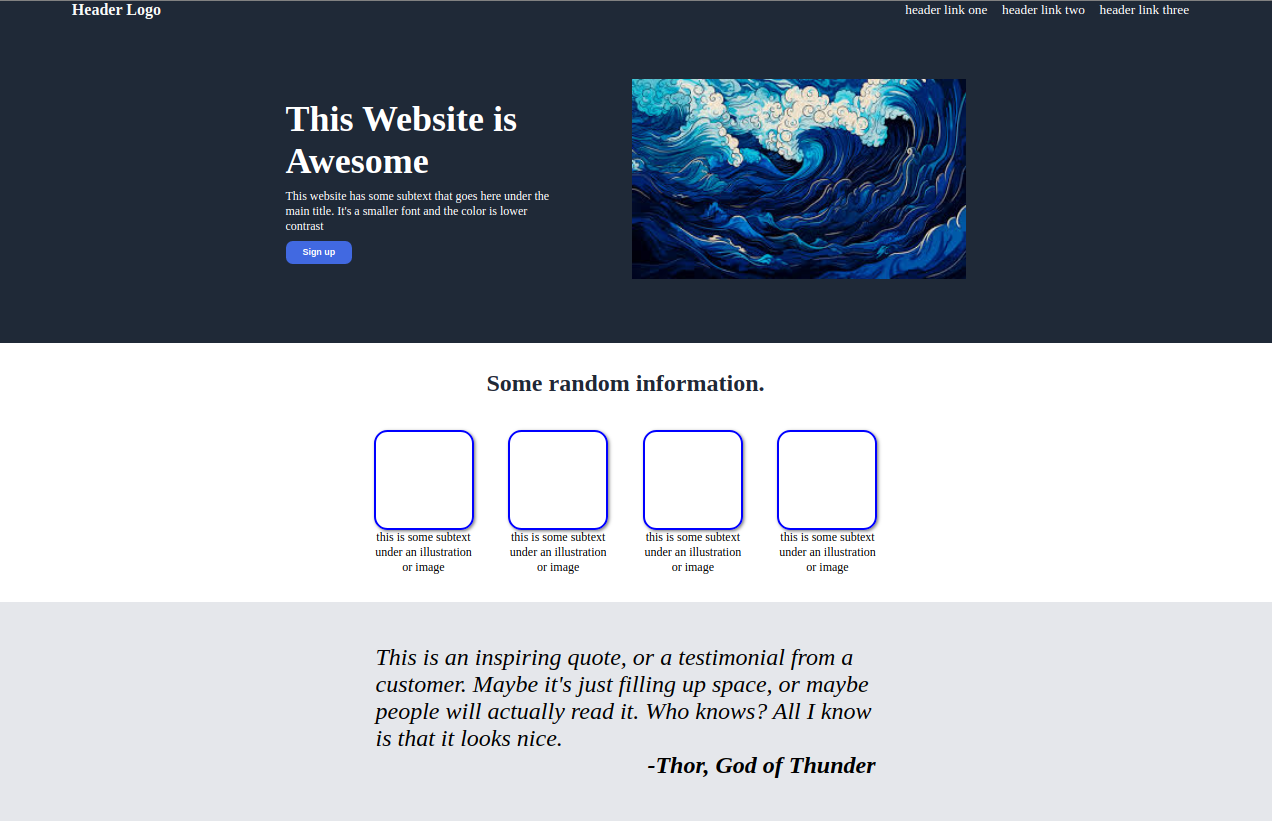 Header Logo
header link one header link two header link three
This Website is
Awesome
This website has some subtext that goes here under the
main title. It's a smaller font and the color is lower
contrast
Sign up
Some random information.
this is some subtext
under an illustration
or image
this is some subtext
under an illustration
or image
this is some subtext
under an illustration
or image
this is some subtext
under an illustration
or image
This is an inspiring quote, or a testimonial from a
customer. Maybe it's just filling up space, or maybe
people will actually read it. Who knows? All I know
is that it looks nice.
-Thor, God of Thunder